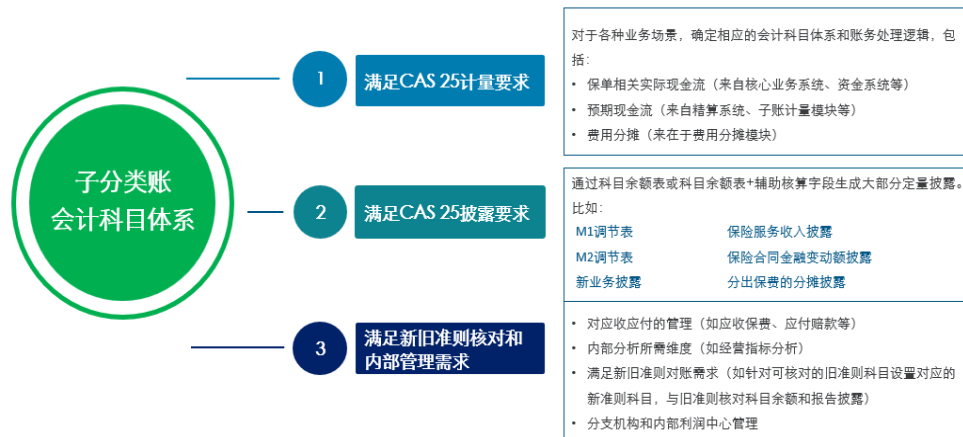 子分类账
会计科目体系
1
满足CAS 25计量要求
对于各种业务场景，确定相应的会计科目体系和账务处理逻辑，包
括：
• 保单相关实际现金流（来自核心业务系统、资金系统等）
• 预期现金流（来自精算系统、子账计量模块等）
• 费用分摊（来在于费用分摊模块）
2
满足CAS 25披露要求
通过科目余额表或科目余额表+辅助核算字段生成大部分定量披露。
比如：
M1调节表 保险服务收入披露
M2调节表 保险合同金融变动额披露
新业务披露 分出保费的分摊披露
3
满足新旧准则核对和
内部管理需求
• 对应收应付的管理（如应收保费、应付赔款等）
• 内部分析所需维度（如经营指标分析）
• 满足新旧准则对账需求（如针对可核对的旧准则科目设置对应的
新准则科目，与旧准则核对科目余额和报告披露）
• 分支机构和内部利润中心管理